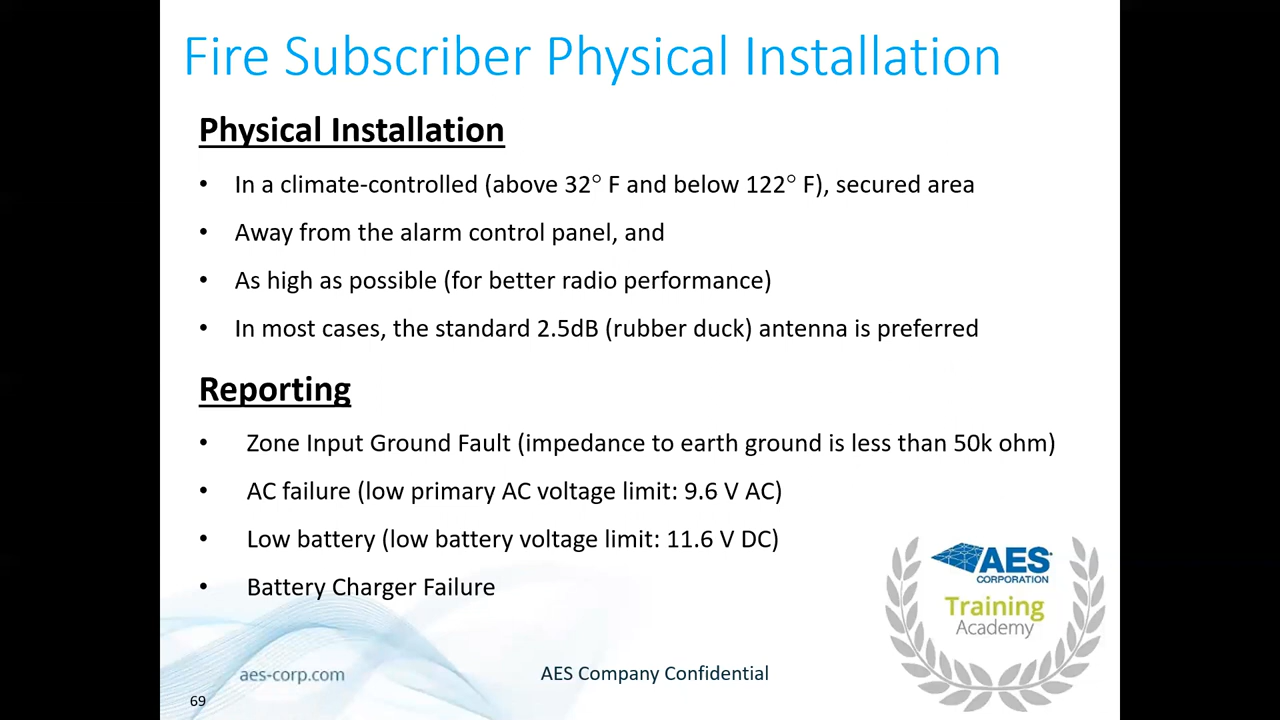 Fire Subscriber Physical Installation
Physical Installation
• In a climate-controlled (above 32° F and below 122° F), secured area
• Away from the alarm control panel, and
• As high as possible (for better radio performance)
• In most cases, the standard 2.5dB (rubber duck) antenna is preferred
Reporting
• Zone Input Ground Fault (impedance to earth ground is less than 50k ohm)
• AC failure (low primary AC voltage limit: 9.6 V AC)
• Low battery (low battery voltage limit: 11.6 V DC)
• Battery Charger Failure
AES
CORPORATION
Training
Academy
aes-corp.com
AES Company Confidential
69